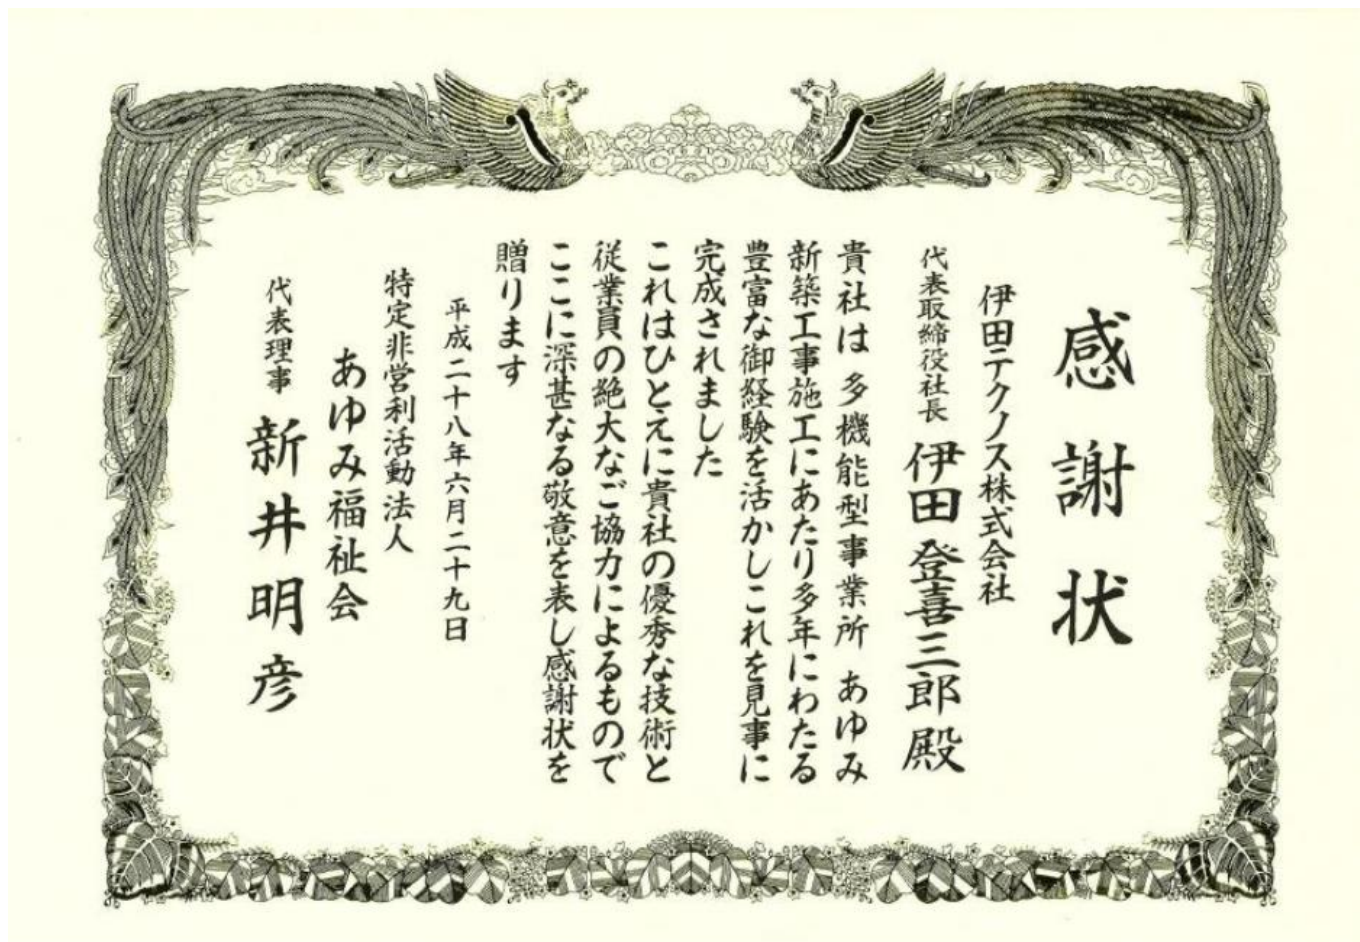 感謝状
伊田テクノス株式会社
代表取締役社長 伊田登喜三郎殿
貴社は多機能型事業所 あゆみ
新築工事施工にあたり多年にわたる
豊富な御経験を活かしこれを見事に
完成されました
これはひとえに貴社の優秀な技術と
従業員の絶大なご協力によるもので
ここに深甚なる敬意を表し感謝状を
贈ります
平成二十八年六月二十九日
特定非営利活動法人
あゆみ福祉会
代表理事 新井明彦